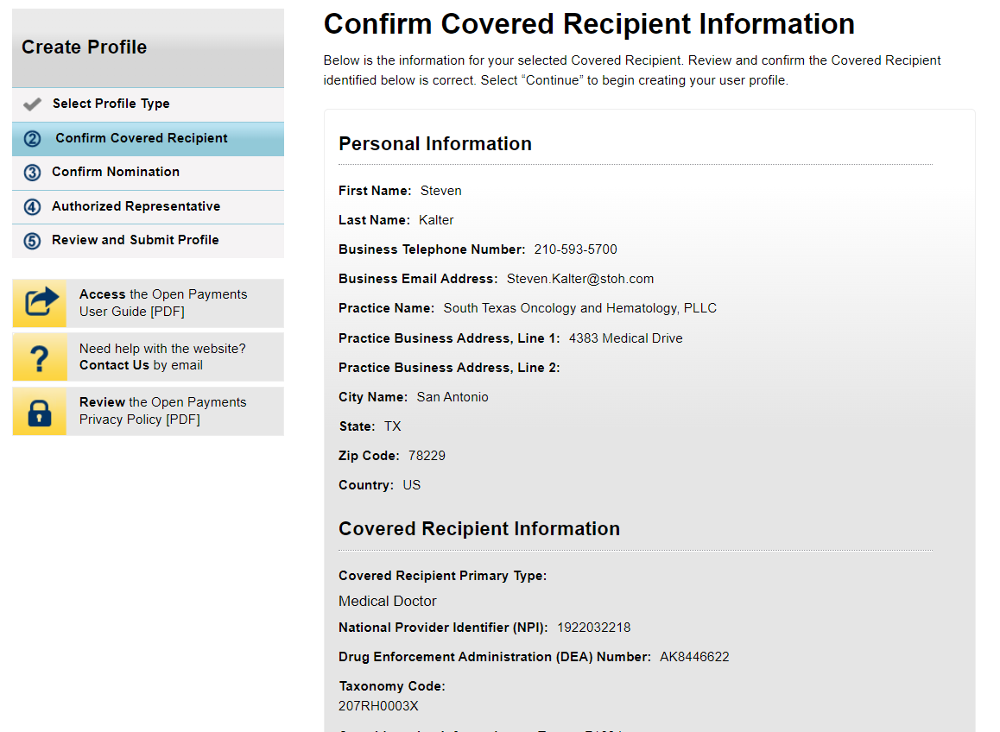 Create Profile
Select Profile Type
2 Confirm Covered Recipient
3 Confirm Nomination
4 Authorized Representative
5 Review and Submit Profile
Access the Open Payments
User Guide [PDF]
? Need help with the website?
Contact Us by email
Review the Open Payments
Privacy Policy [PDF]
Confirm Covered Recipient Information
Below is the information for your selected Covered Recipient. Review and confirm the Covered Recipient
identified below is correct. Select “Continue” to begin creating your user profile.
Personal Information
First Name: Steven
Last Name: Kalter
Business Telephone Number: 210-593-5700
Business Email Address: Steven.Kalter@stoh.com
Practice Name: South Texas Oncology and Hematology, PLLC
Practice Business Address, Line 1: 4383 Medical Drive
Practice Business Address, Line 2:
City Name: San Antonio
State: TX
Zip Code: 78229
Country: US
Covered Recipient Information
Covered Recipient Primary Type:
Medical Doctor
National Provider Identifier (NPI): 1922032218
Drug Enforcement Administration (DEA) Number: AK8446622
Taxonomy Code:
207RH0003X